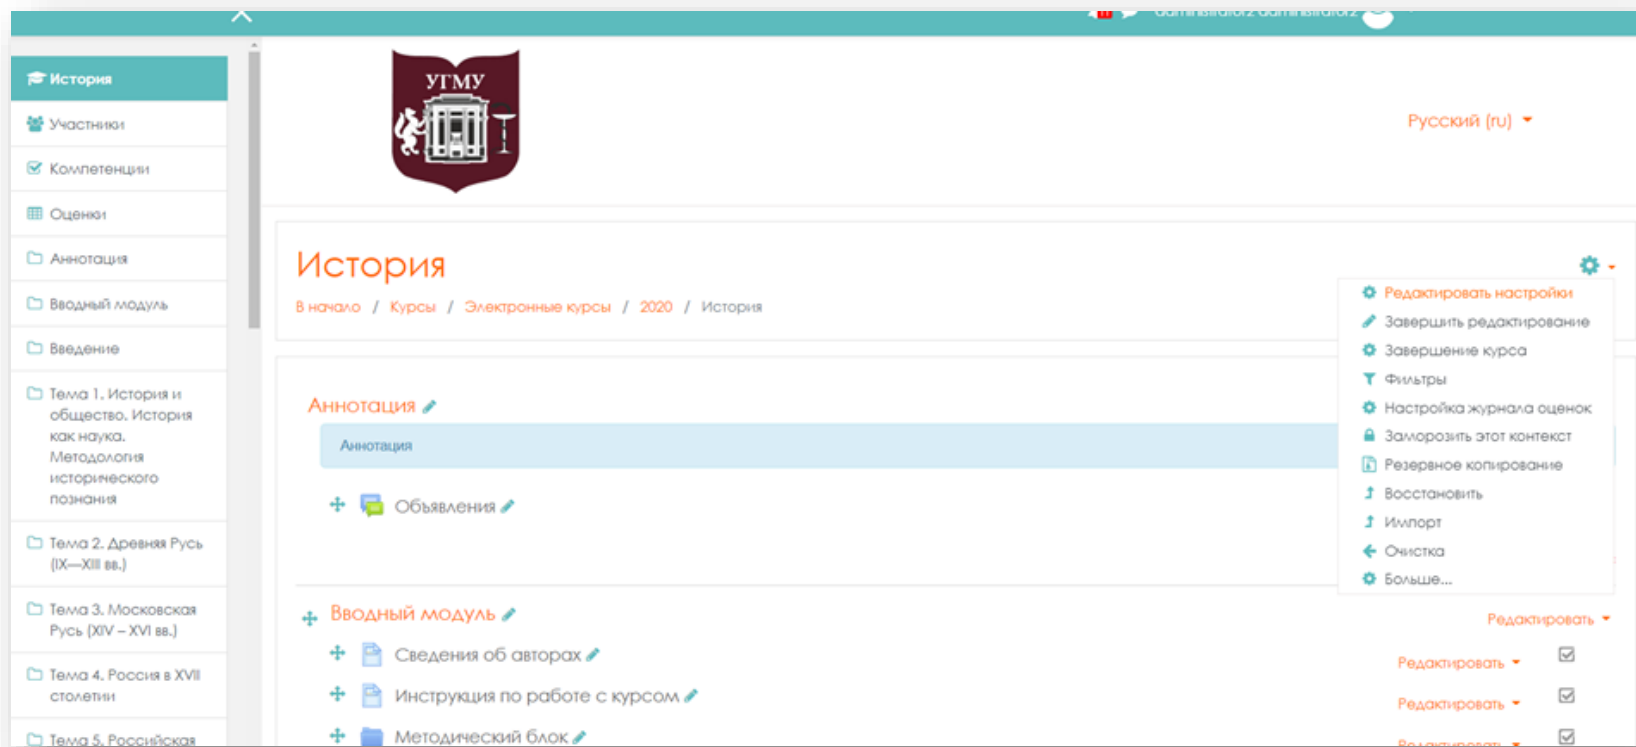 administrator2 administrator2
История
Участники
Компетенции
Оценки
Аннотация
Вводный модуль
Введение
Тема 1. История и
общество. История
как наука.
Методология
исторического
познания
Тема 2. Древняя Русь
(IX—XIII вв.)
Тема 3. Московская
Русь (XIV – XVI вв.)
Тема 4. Россия в XVII
столетии
Тема 5. Российская
УГМУ
Русский (ru)
История
В начало / Курсы / Электронные курсы / 2020 / История
Редактировать настройки
Завершить редактирование
Завершение курса
Фильтры
Настройка журнала оценок
Заморозить этот контекст
Резервное копирование
Восстановить
Импорт
Очистка
Больше...
Аннотация
Аннотация
Объявления
Вводный модуль
Редактировать
Сведения об авторах
Редактировать
Инструкция по работе с курсом
Редактировать
Методический блок
Редактировать